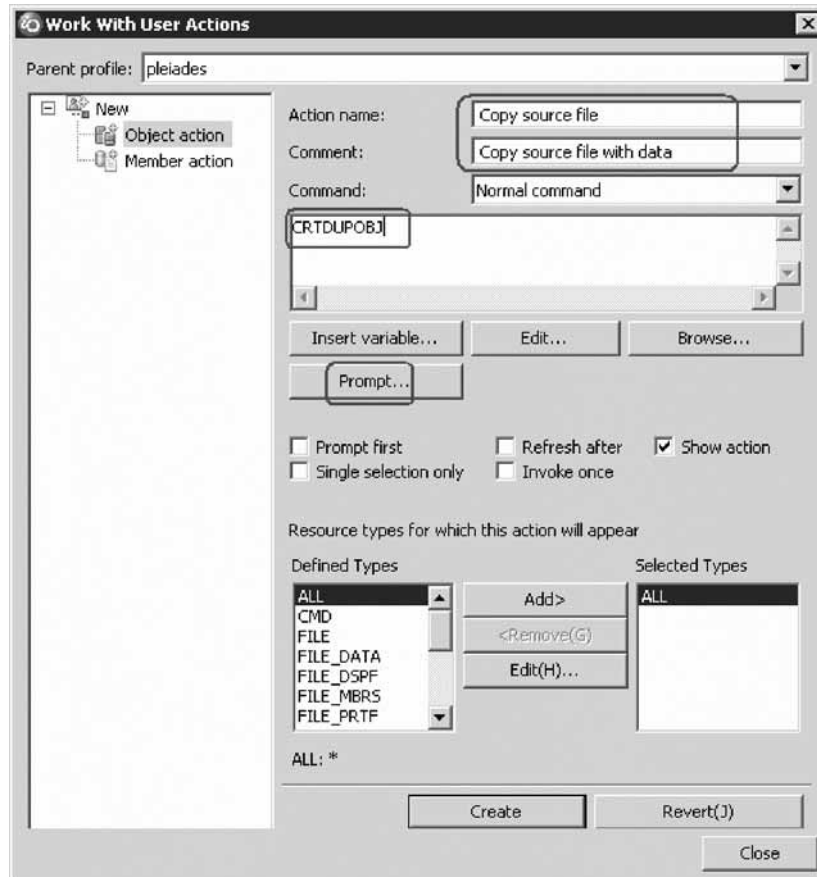 Work With User Actions
Parent profile: pleiades
New
Object action
Member action
Action name: Copy source file
Comment: Copy source file with data
Command: Normal command
CRTDUPOBJ
Insert variable... Edit... Browse...
Prompt...
Prompt first Refresh after Show action
Single selection only Invoke once
Resource types for which this action will appear
Defined Types Selected Types
ALL Add> ALL
CMD
FILE <Remove(G)
FILE_DATA
FILE_DSPF Edit(H)...
FILE_MBRS
FILE_PRTF
ALL: *
Create Revert(J)
Close